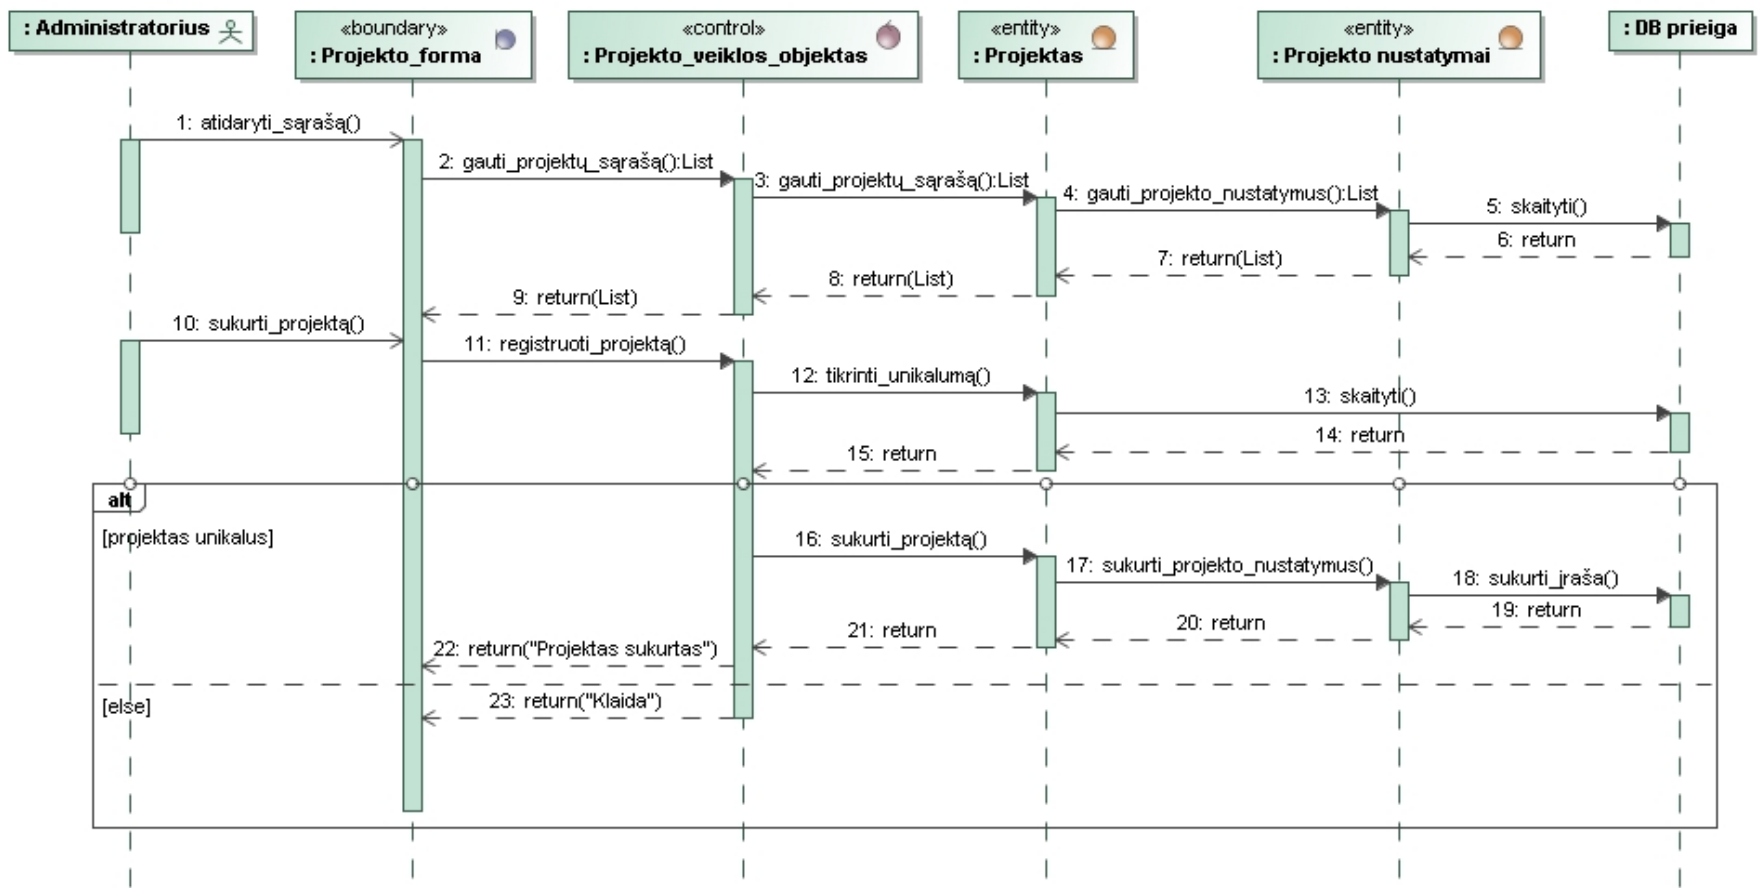 : Administratorius
«boundary»
: Projekto_forma
«control»
: Projekto_veiklos_objektas
«entity»
: Projektas
«entity»
: Projekto nustatymai
: DB prieiga
1: atidaryti_sąrašą()
2: gauti_projektų_sąrašą():List
3: gauti_projektų_sąrašą():List
4: gauti_projekto_nustatymus():List
5: skaityti()
6: return
7: return(List)
8: return(List)
9: return(List)
10: sukurti_projektą()
11: registruoti_projektą()
12: tikrinti_unikalumą()
13: skaityti()
14: return
15: return
alt
[projektas unikalus]
16: sukurti_projektą()
17: sukurti_projekto_nustatymus()
18: sukurti_įraša()
19: return
20: return
21: return
22: return("Projektas sukurtas")
[else]
23: return("Klaida")